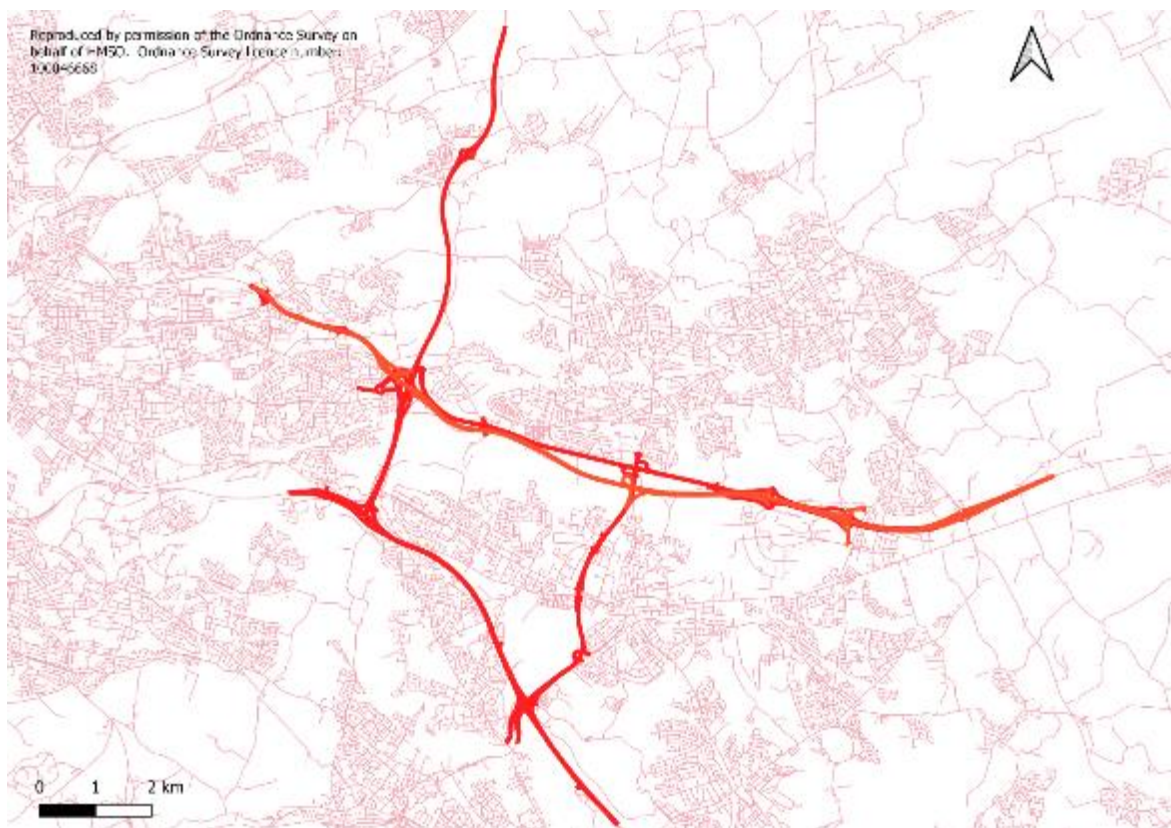 Reproduced by permission of the Ordnance Survey on
behalf of HMSO. Ordnance Survey licence number:
100046668
0 1 2 km